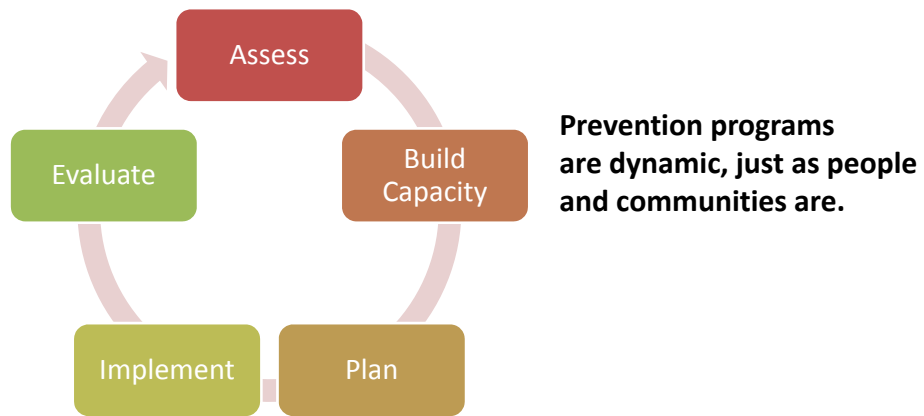 Assess
Build
Capacity
Plan
Implement
Evaluate
Prevention programs
are dynamic, just as people
and communities are.